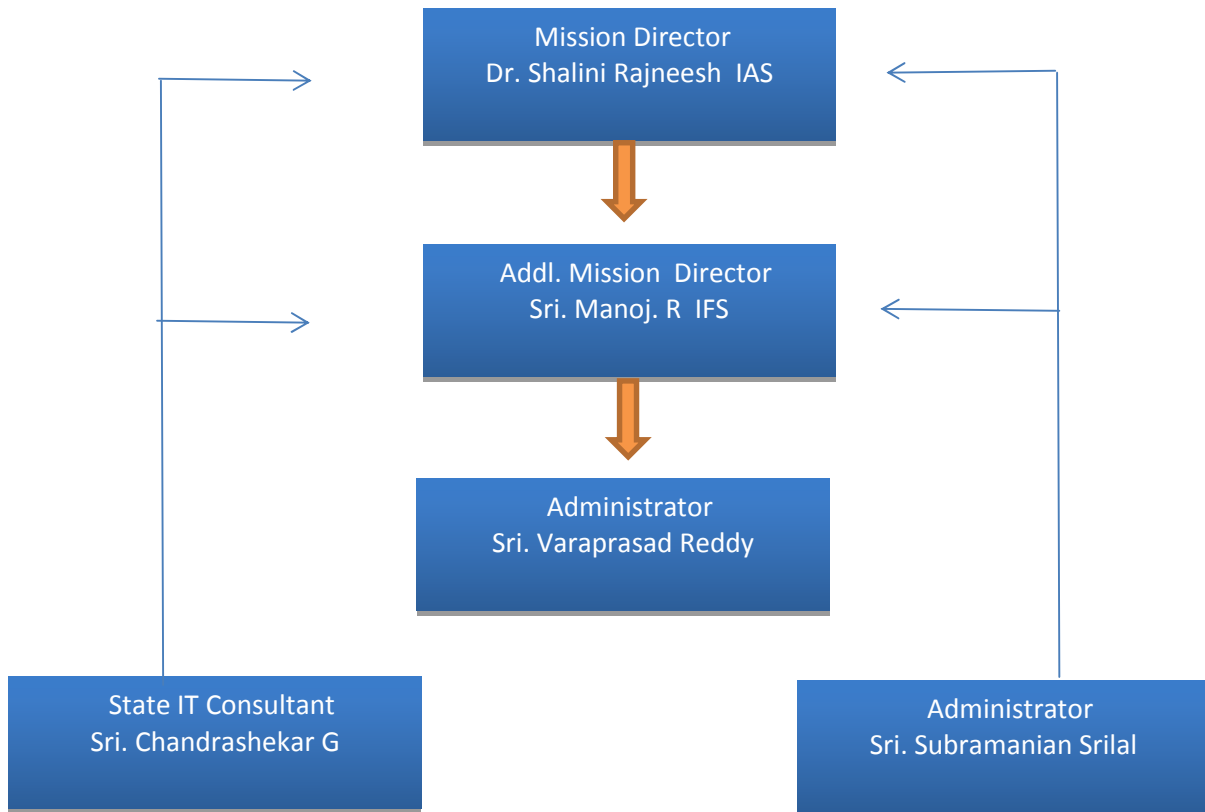 Mission Director
Dr. Shalini Rajneesh IAS
Addl. Mission Director
Sri. Manoj. R IFS
Administrator
Sri. Varaprasad Reddy
State IT Consultant
Sri. Chandrashekar G
Administrator
Sri. Subramanian Srilal